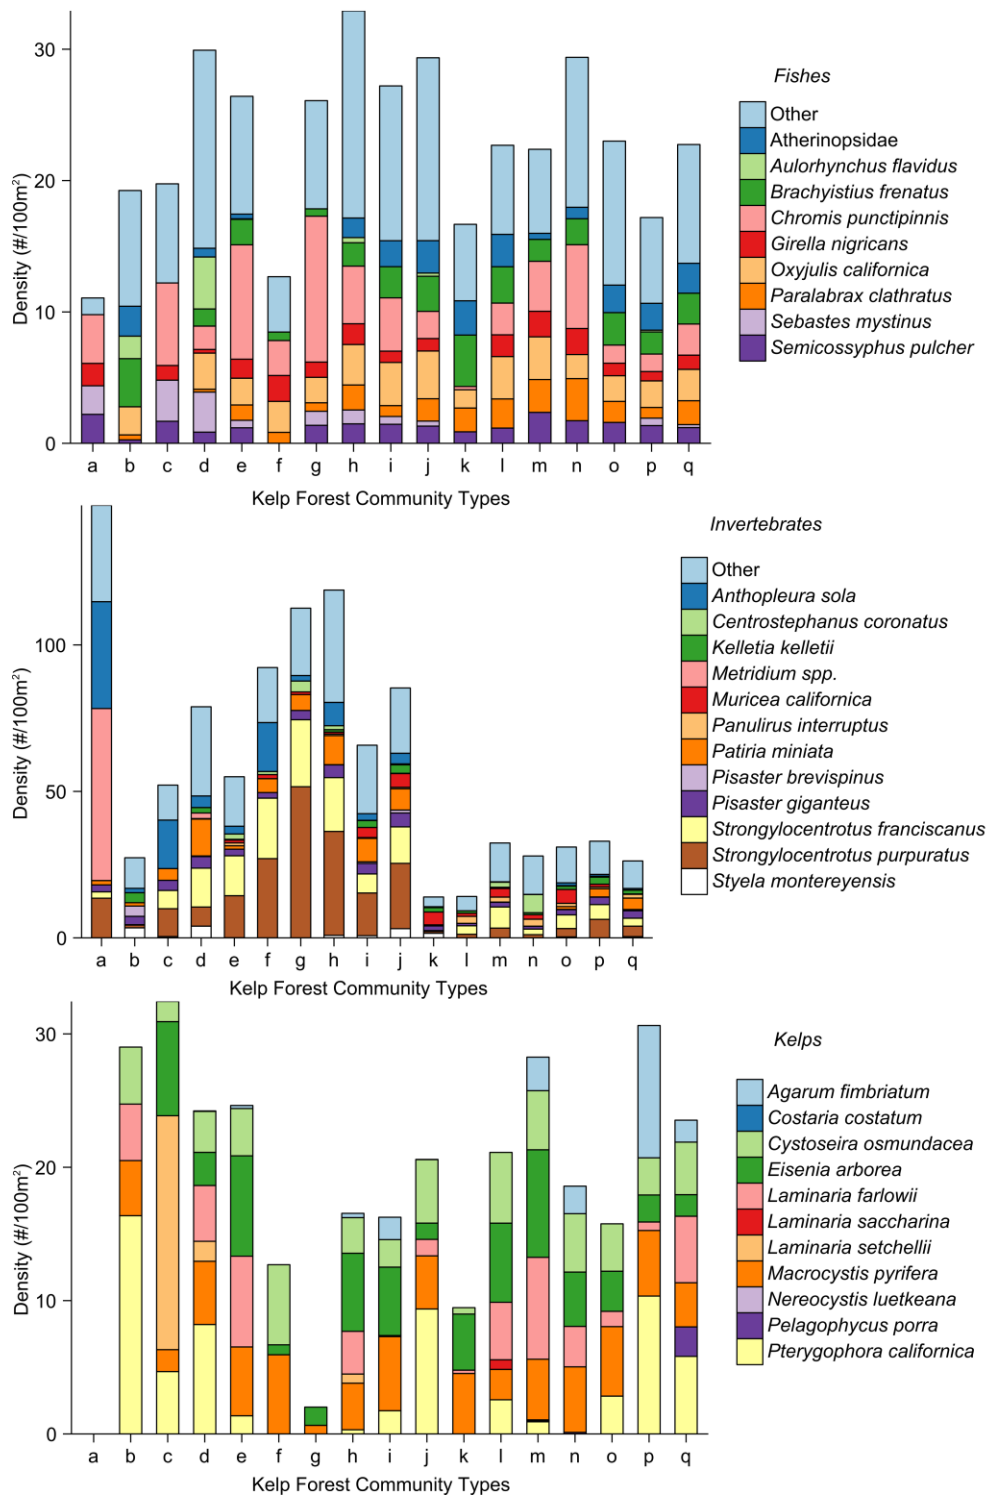 Fishes
Density (#/100m²)
30
20
10
0
Other
Atherinopsidae
Aulorhynchus flavidus
Brachyistius frenatus
Chromis punctipinnis
Girella nigricans
Oxyjulis californica
Paralabrax clathratus
Sebastes mystinus
Semicossyphus pulcher
a b c d e f g h i j k l m n o p q
Kelp Forest Community Types
Invertebrates
Density (#/100m²)
100
50
0
Other
Anthopleura sola
Centrostephanus coronatus
Kelletia kelletii
Metridium spp.
Muricea californica
Panulirus interruptus
Patiria miniata
Pisaster brevispinus
Pisaster giganteus
Strongylocentrotus franciscanus
Strongylocentrotus purpuratus
Styela montereyensis
a b c d e f g h i j k l m n o p q
Kelp Forest Community Types
Kelps
Density (#/100m²)
30
20
10
0
Agarum fimbriatum
Costaria costatum
Cystoseira osmundacea
Eisenia arborea
Laminaria farlowii
Laminaria saccharina
Laminaria setchellii
Macrocystis pyrifera
Nereocystis luetkeana
Pelagophycus porra
Pterygophora californica
a b c d e f g h i j k l m n o p q
Kelp Forest Community Types